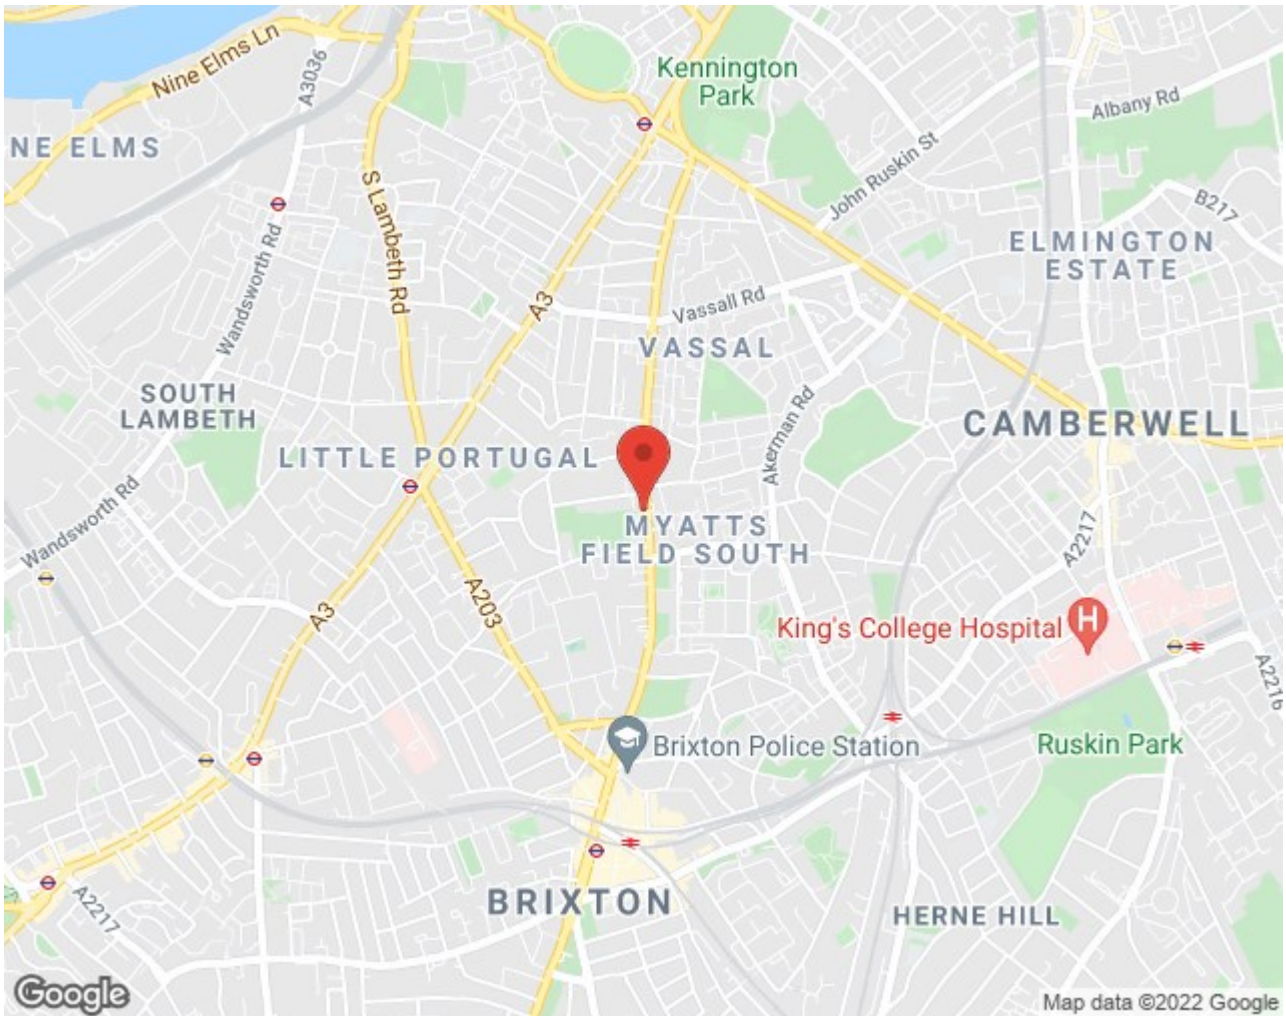 Nine Elms Ln
A3036
Kennington
Park
Albany Rd
NE ELMS
John Ruskin St
B217
S Lambeth Rd
Wandsworth Rd
ELMINGTON
ESTATE
A3
Vassall Rd
VASSAL
SOUTH
LAMBETH
Akerman Rd
CAMBERWELL
LITTLE PORTUGAL
Wandsworth Rd
MYATTS
FIELD SOUTH
A2217
A203
A3
King's College Hospital
H
A2216
Brixton Police Station
Ruskin Park
BRIXTON
A2217
HERNE HILL
Google
Map data ©2022 Google